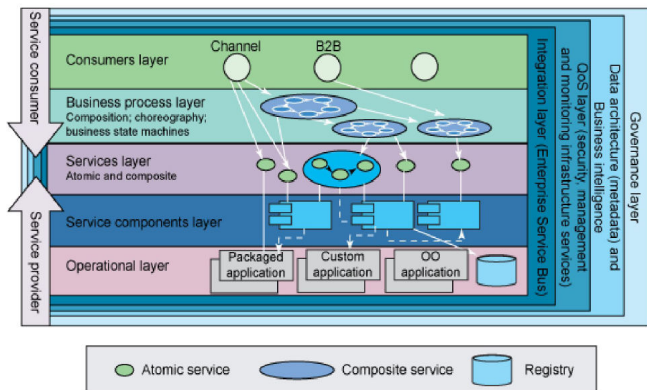 Service consumer
Service provider
Channel
B2B
Consumers layer
Business process layer
Composition; choreography;
business state machines
Services layer
Atomic and composite
Service components layer
Operational layer
Packaged
application
Custom
application
OO
application
Integration layer (Enterprise Service Bus)
QoS layer (security, management
and monitoring infrastructure services)
Data architecture (metadata) and
Business intelligence
Governance layer
Atomic service
Composite service
Registry